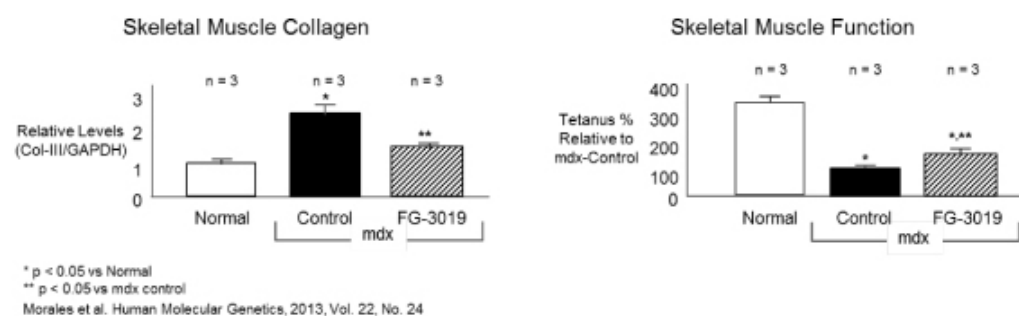 Skeletal Muscle Collagen
n = 3 n = 3 n = 3
Relative Levels
(Col-III/GAPDH)
3
2
1
0
*
**
Normal Control FG-3019
mdx
Skeletal Muscle Function
n = 3 n = 3 n = 3
Tetanus %
Relative to
mdx-Control
400
300
200
100
0
*
*,**
Normal Control FG-3019
mdx
* p < 0.05 vs Normal
** p < 0.05 vs mdx control
Morales et al. Human Molecular Genetics, 2013, Vol. 22, No. 24